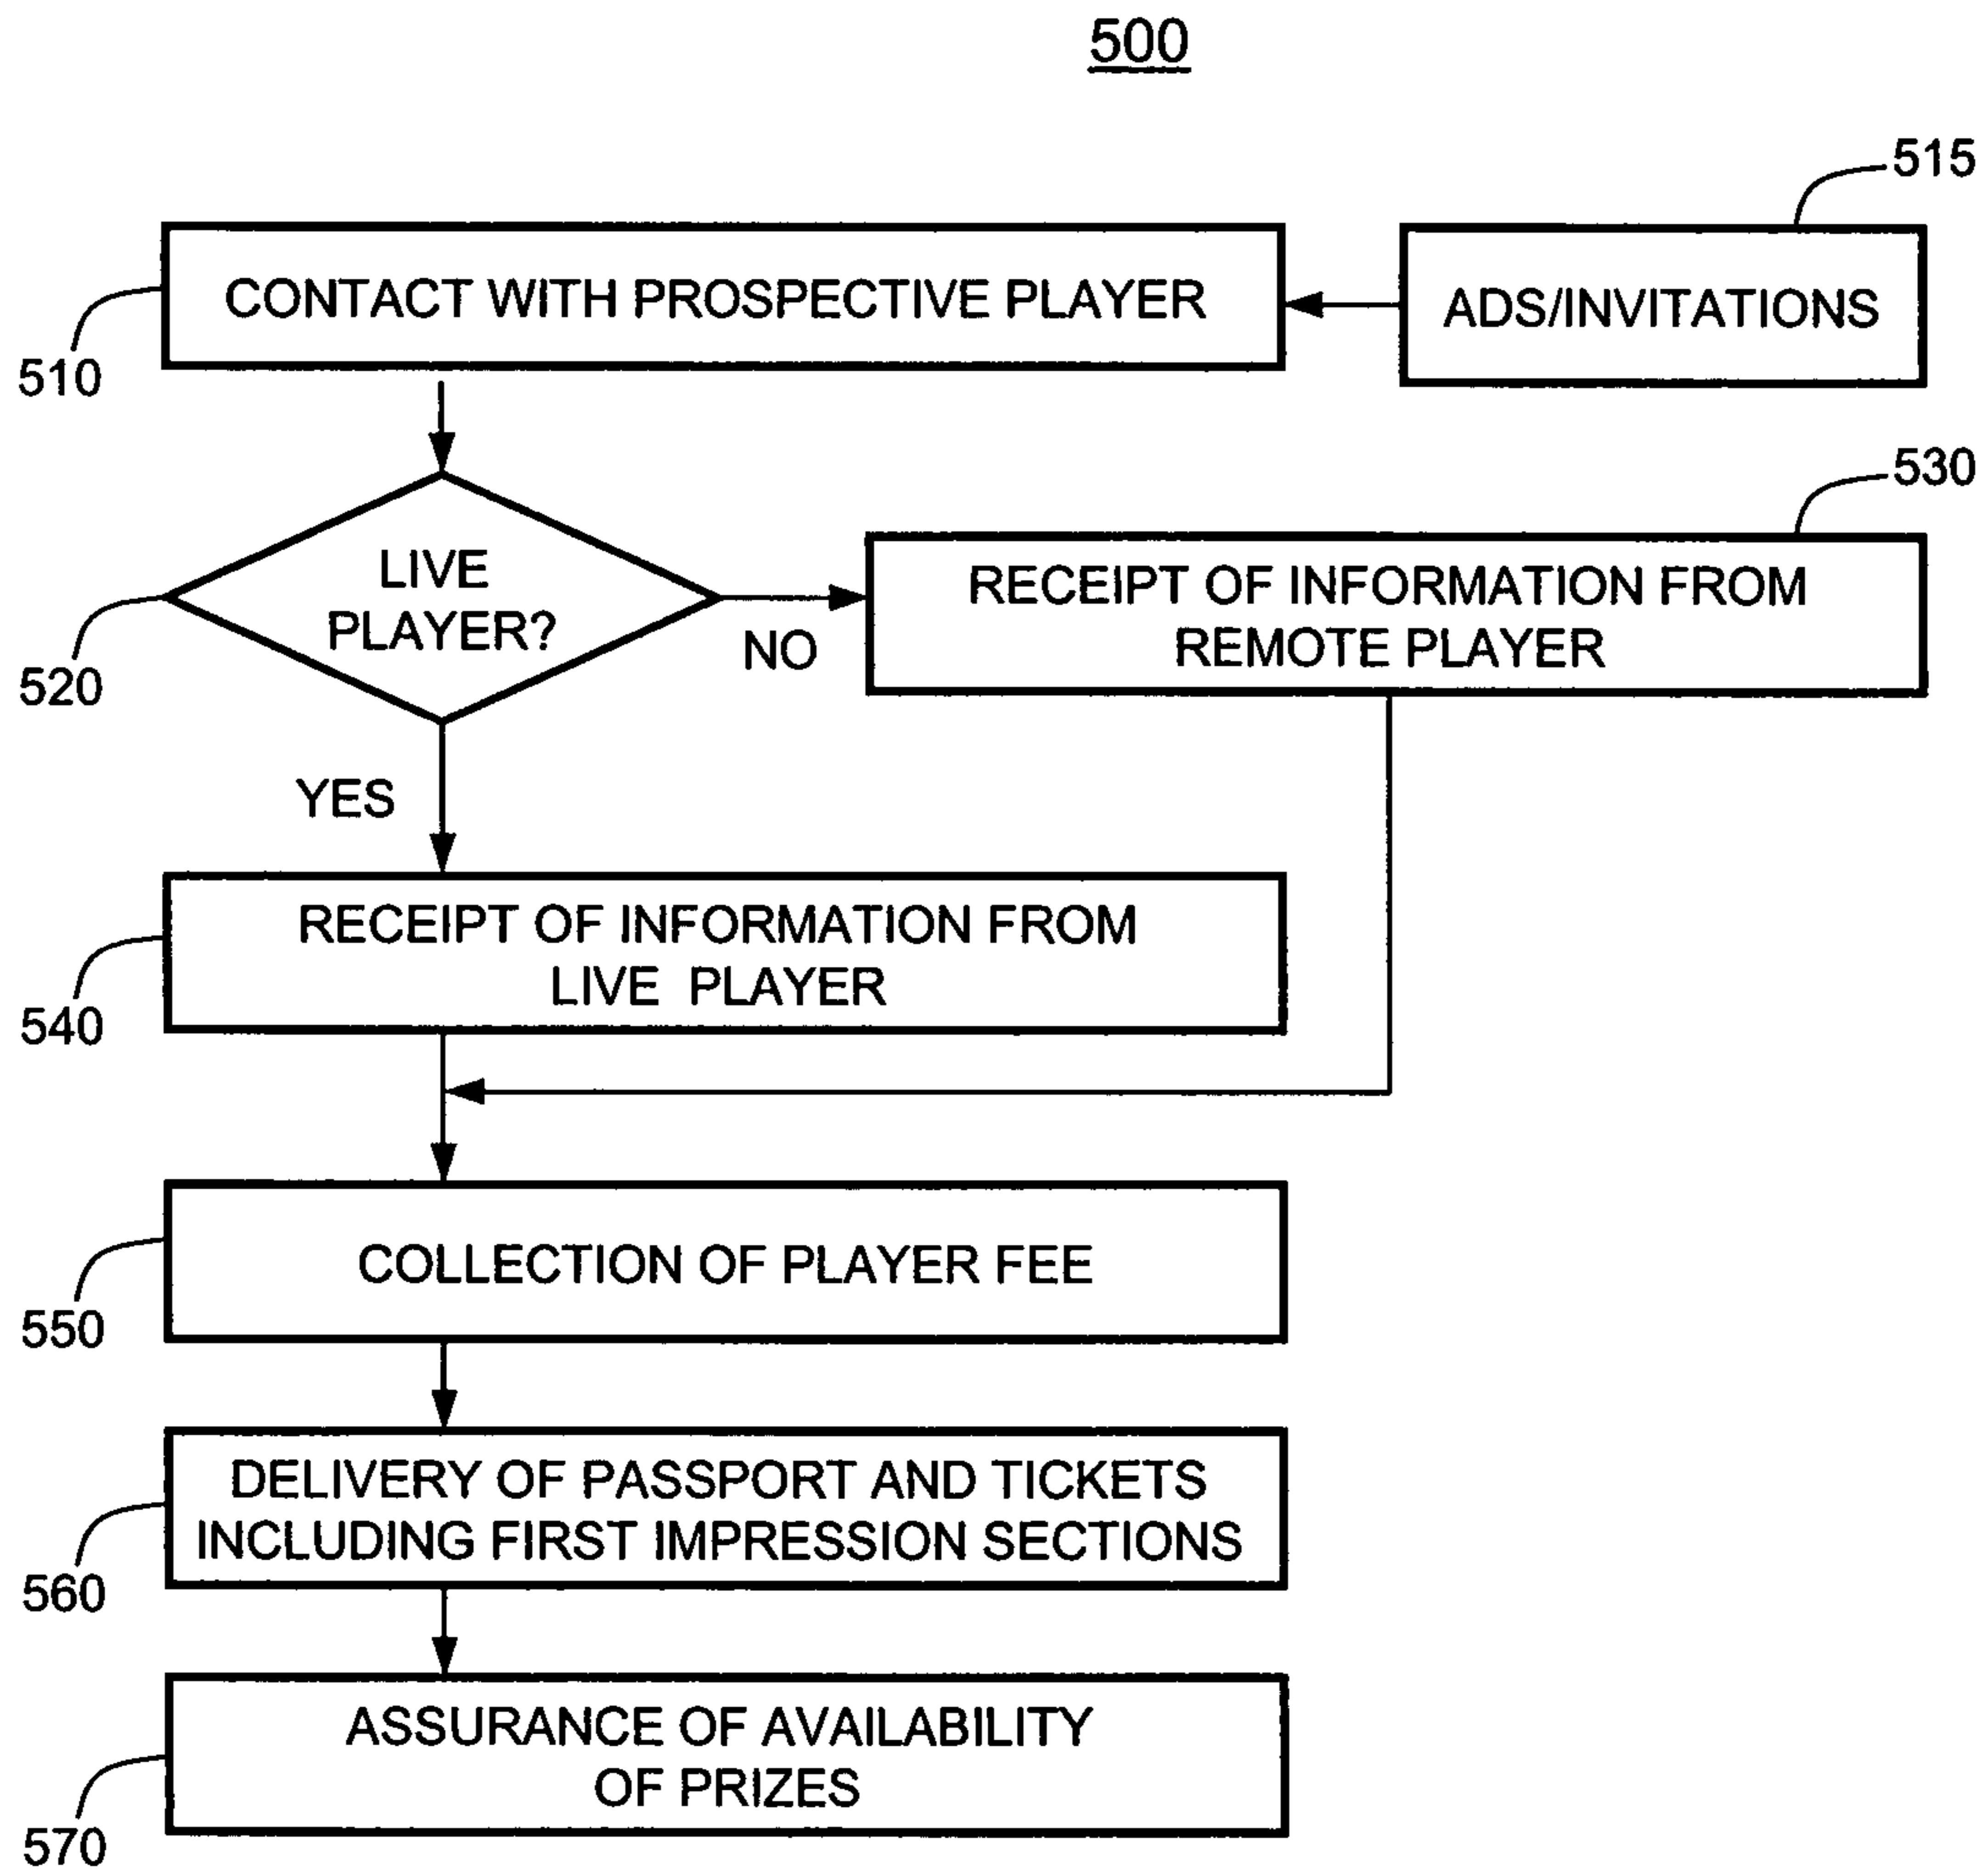 500
515
CONTACT WITH PROSPECTIVE PLAYER
ADS/INVITATIONS
510
530
LIVE
PLAYER?
NO
RECEIPT OF INFORMATION FROM
REMOTE PLAYER
520
YES
RECEIPT OF INFORMATION FROM
LIVE PLAYER
540
COLLECTION OF PLAYER FEE
550
DELIVERY OF PASSPORT AND TICKETS
INCLUDING FIRST IMPRESSION SECTIONS
560
ASSURANCE OF AVAILABILITY
OF PRIZES
570